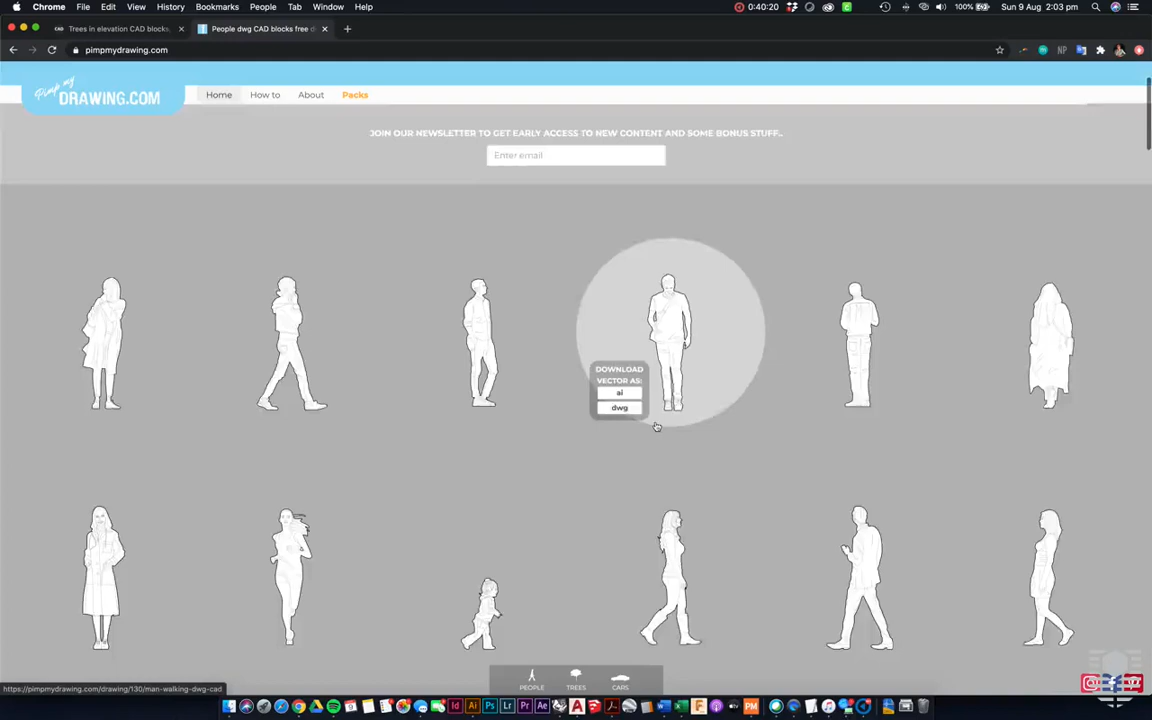 Chrome File Edit View History Bookmarks People Tab Window Help 40:40:20 100% Sun 9 Aug 2:03 pm
Trees in elevation CAD blocks, People dwg CAD blocks free d
pimpmydrawing.com
Pimp my DRAWING.COM Home How to About Packs
JOIN OUR NEWSLETTER TO GET EARLY ACCESS TO NEW CONTENT AND SOME BONUS STUFF..
Enter email
DOWNLOAD
VECTOR AS:
ai
dwg
PEOPLE TREES CARS
https://pimpmydrawing.com/drawing/130/man-walking-dwg-cad